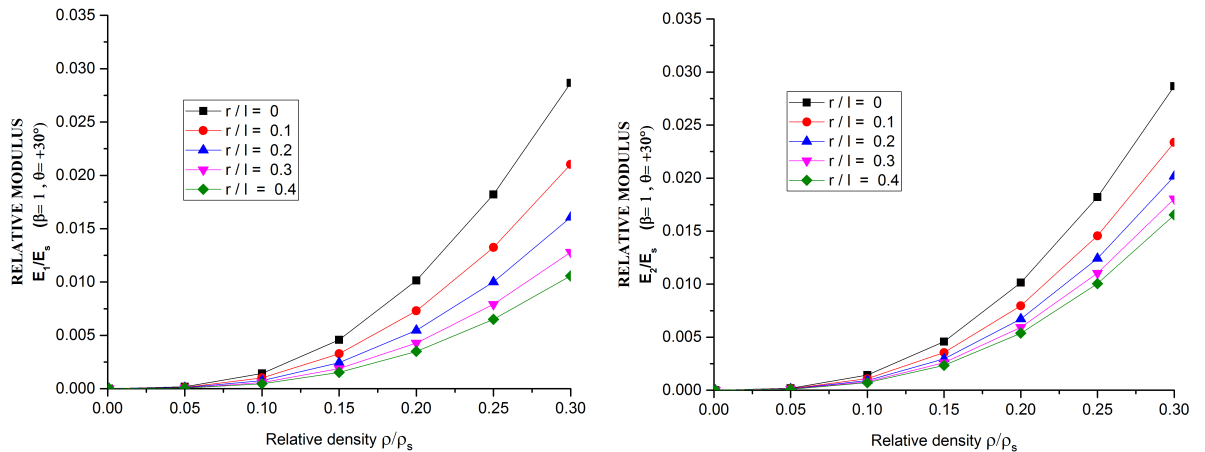 0.035
0.030
0.025
0.020
0.015
0.010
0.005
0.000
RELATIVE MODULUS
E₁/Eₛ (β= 1 , θ= +30°)
r / l = 0
r / l = 0.1
r / l = 0.2
r / l = 0.3
r / l = 0.4
0.00 0.05 0.10 0.15 0.20 0.25 0.30
Relative density ρ/ρₛ
0.035
0.030
0.025
0.020
0.015
0.010
0.005
0.000
RELATIVE MODULUS
E₂/Eₛ (β= 1 , θ= +30°)
r / l = 0
r / l = 0.1
r / l = 0.2
r / l = 0.3
r / l = 0.4
0.00 0.05 0.10 0.15 0.20 0.25 0.30
Relative density ρ/ρₛ